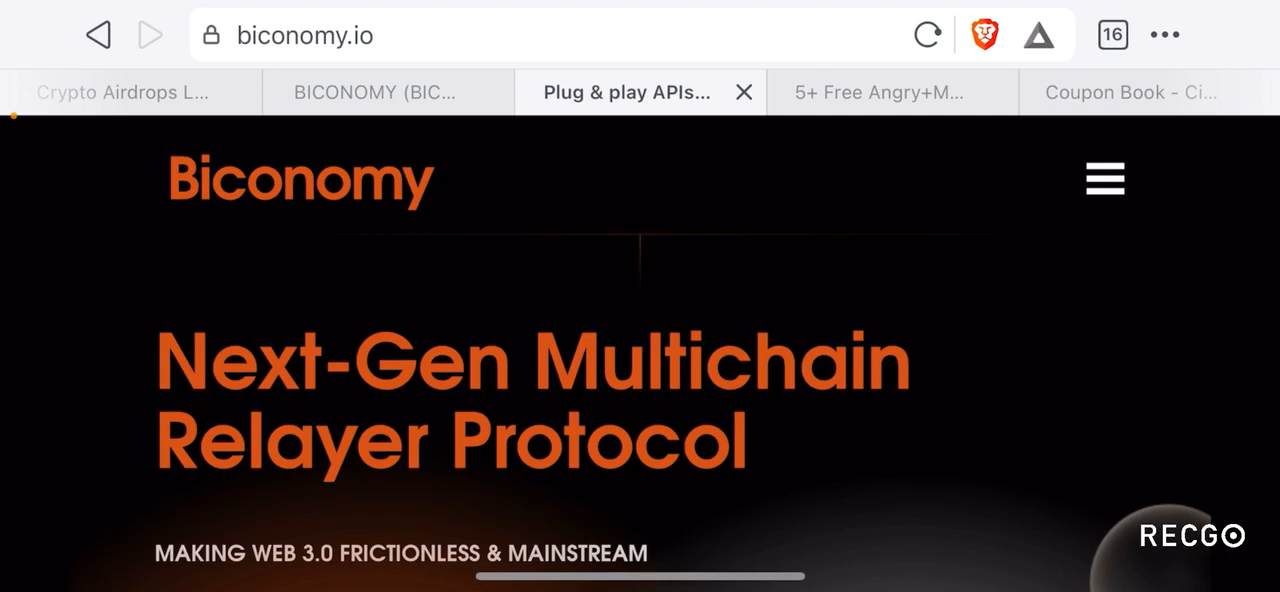 biconomy.io
16
Crypto Airdrops L...
BICONOMY (BIC...
Plug & play APIs...
5+ Free Angry+M...
Coupon Book - Ci...
Biconomy
Next-Gen Multichain
Relayer Protocol
MAKING WEB 3.0 FRICTIONLESS & MAINSTREAM
RECGO